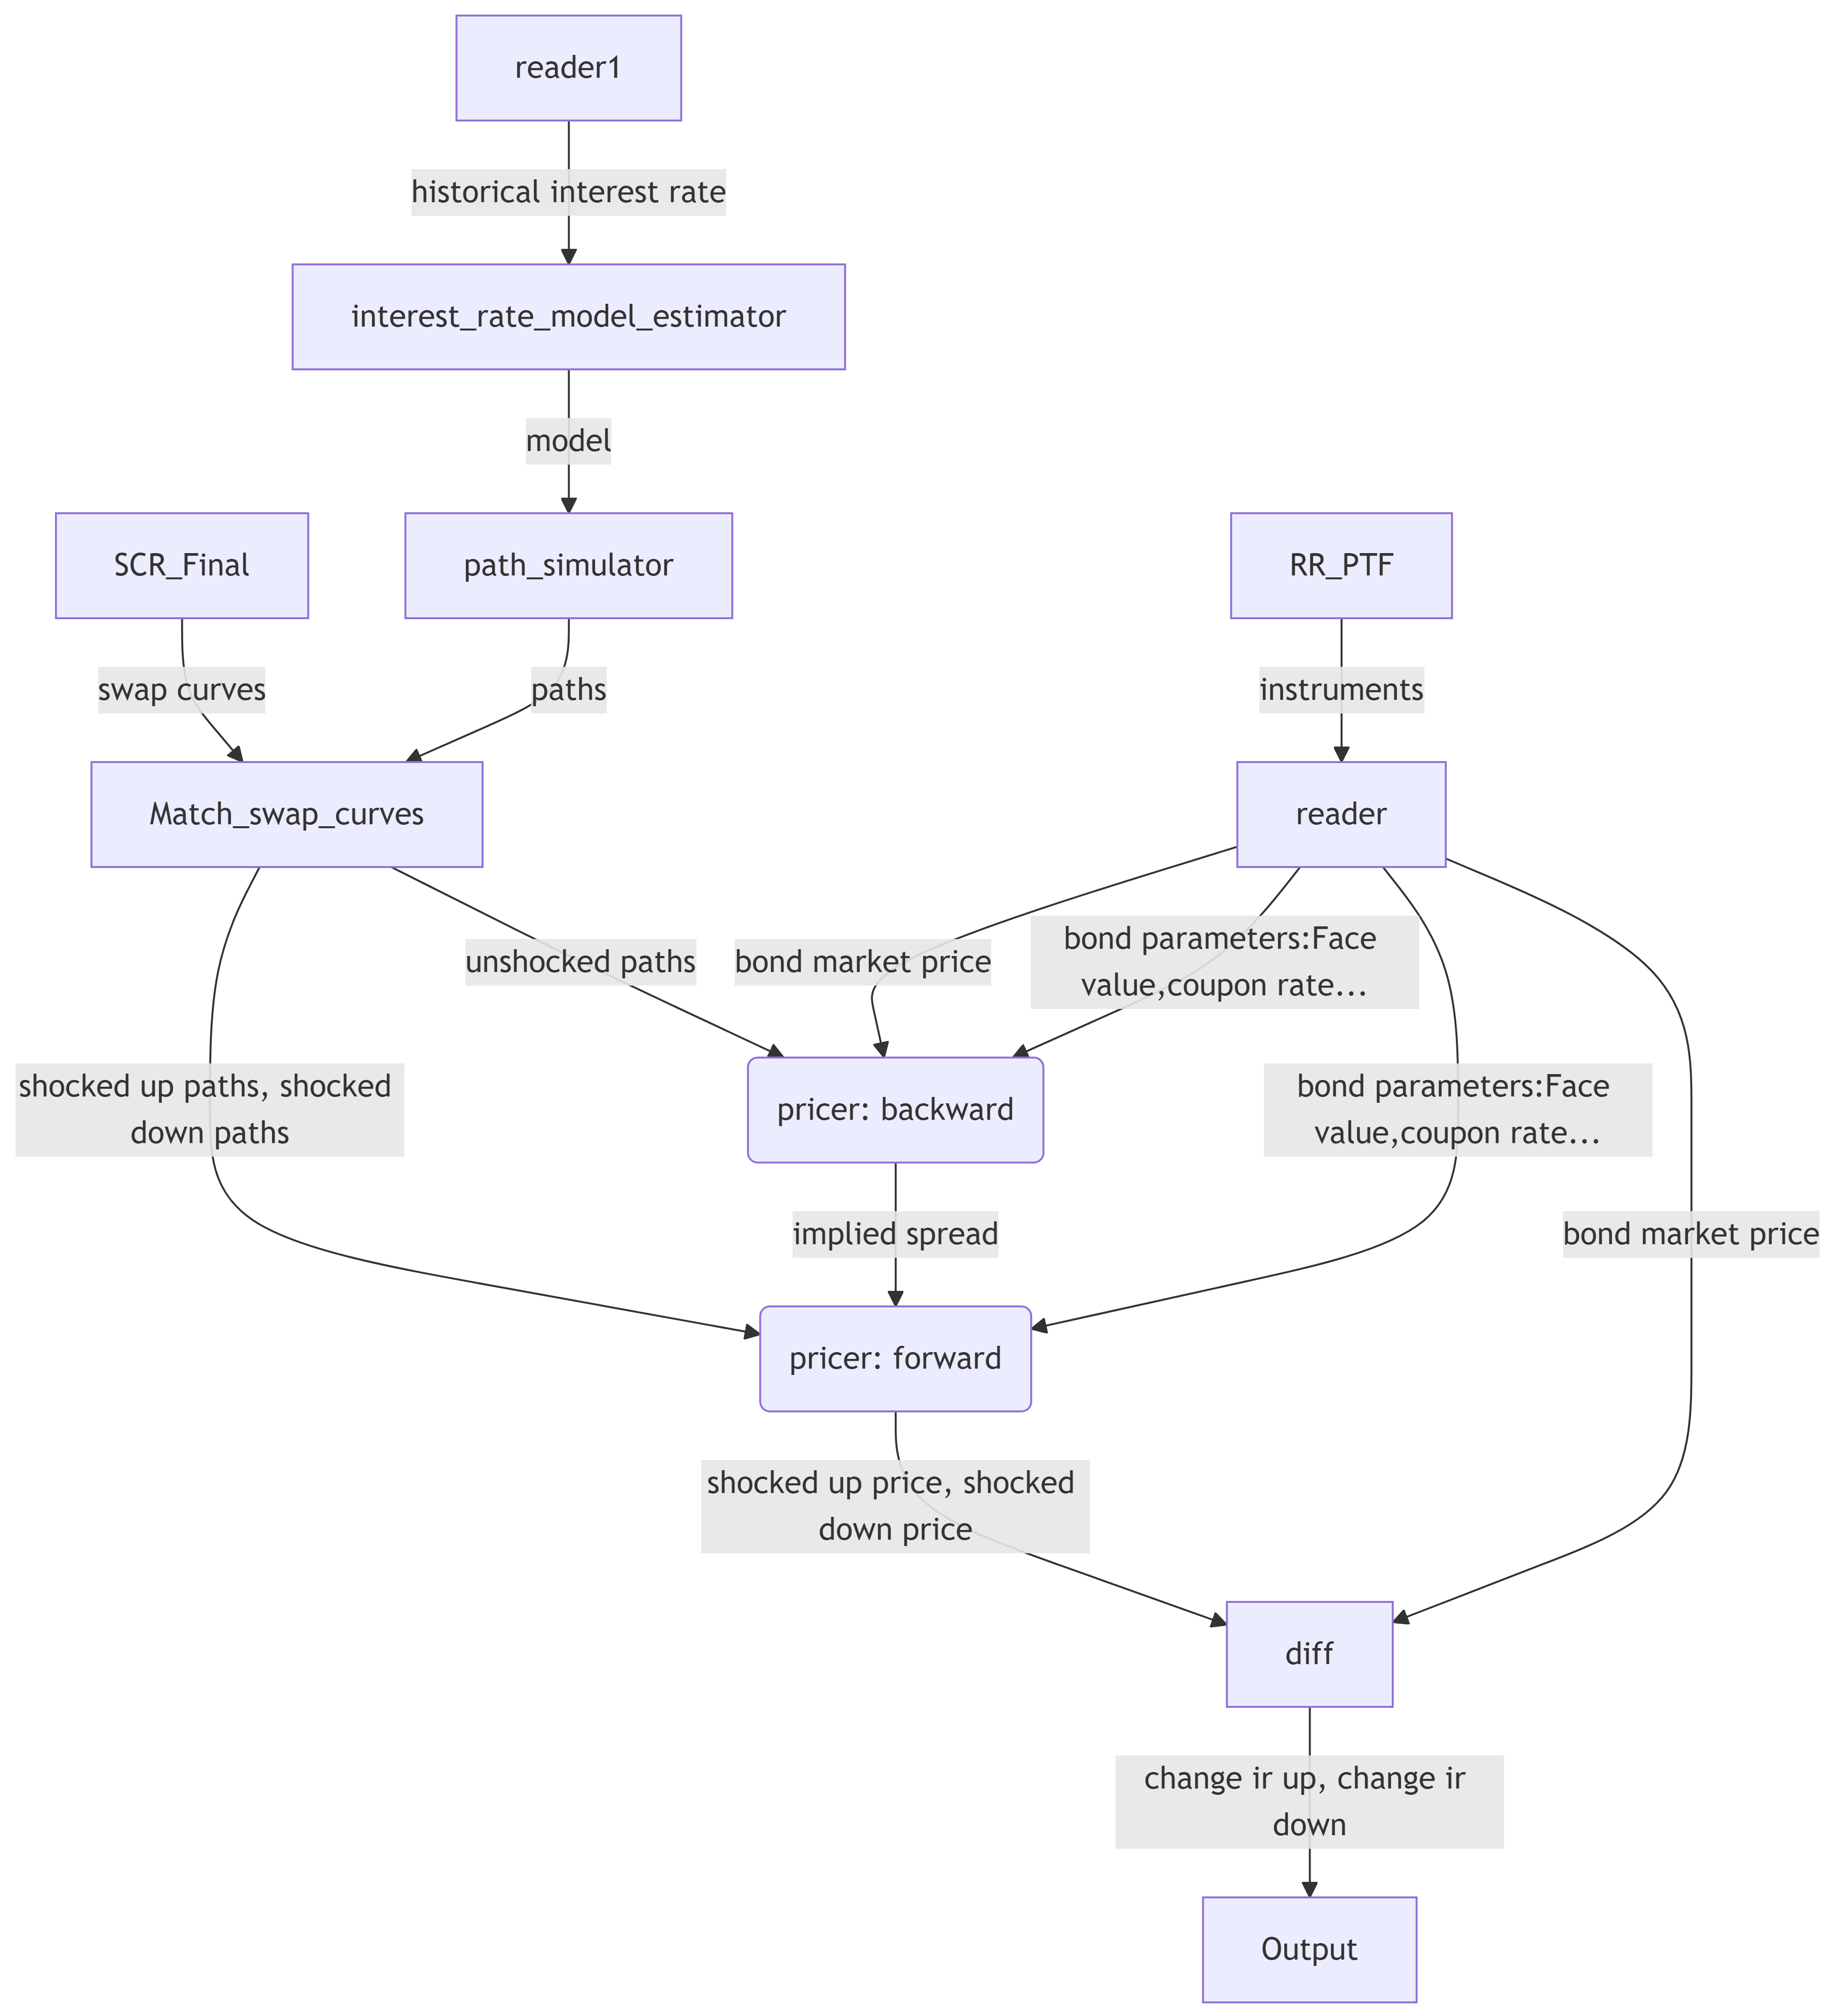 reader1
historical interest rate
interest_rate_model_estimator
model
SCR_Final
path_simulator
RR_PTF
swap curves
paths
instruments
Match_swap_curves
reader
unshocked paths
bond market price
bond parameters:Face
value,coupon rate...
shocked up paths, shocked
down paths
pricer: backward
bond parameters:Face
value,coupon rate...
implied spread
bond market price
pricer: forward
shocked up price, shocked
down price
diff
change ir up, change ir
down
Output